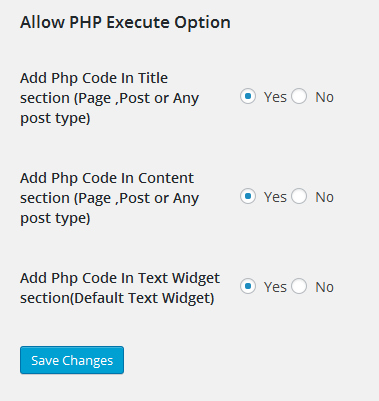 Allow PHP Execute Option
Add Php Code In Title
section (Page ,Post or Any
post type)
Yes No
Add Php Code In Content
section (Page ,Post or Any
post type)
Yes No
Add Php Code In Text Widget
section(Default Text Widget)
Yes No
Save Changes